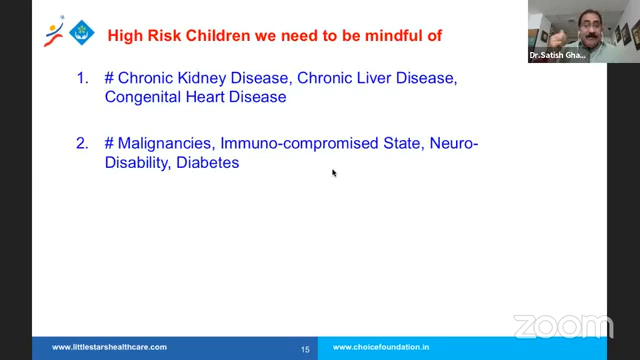 High Risk Children we need to be mindful of
Dr.Satish Gha...
1. # Chronic Kidney Disease, Chronic Liver Disease,
Congenital Heart Disease
2. # Malignancies, Immuno-compromised State, Neuro-
Disability, Diabetes
zoom
www.littlestarshealthcare.com
15
www.choicefoundation.in